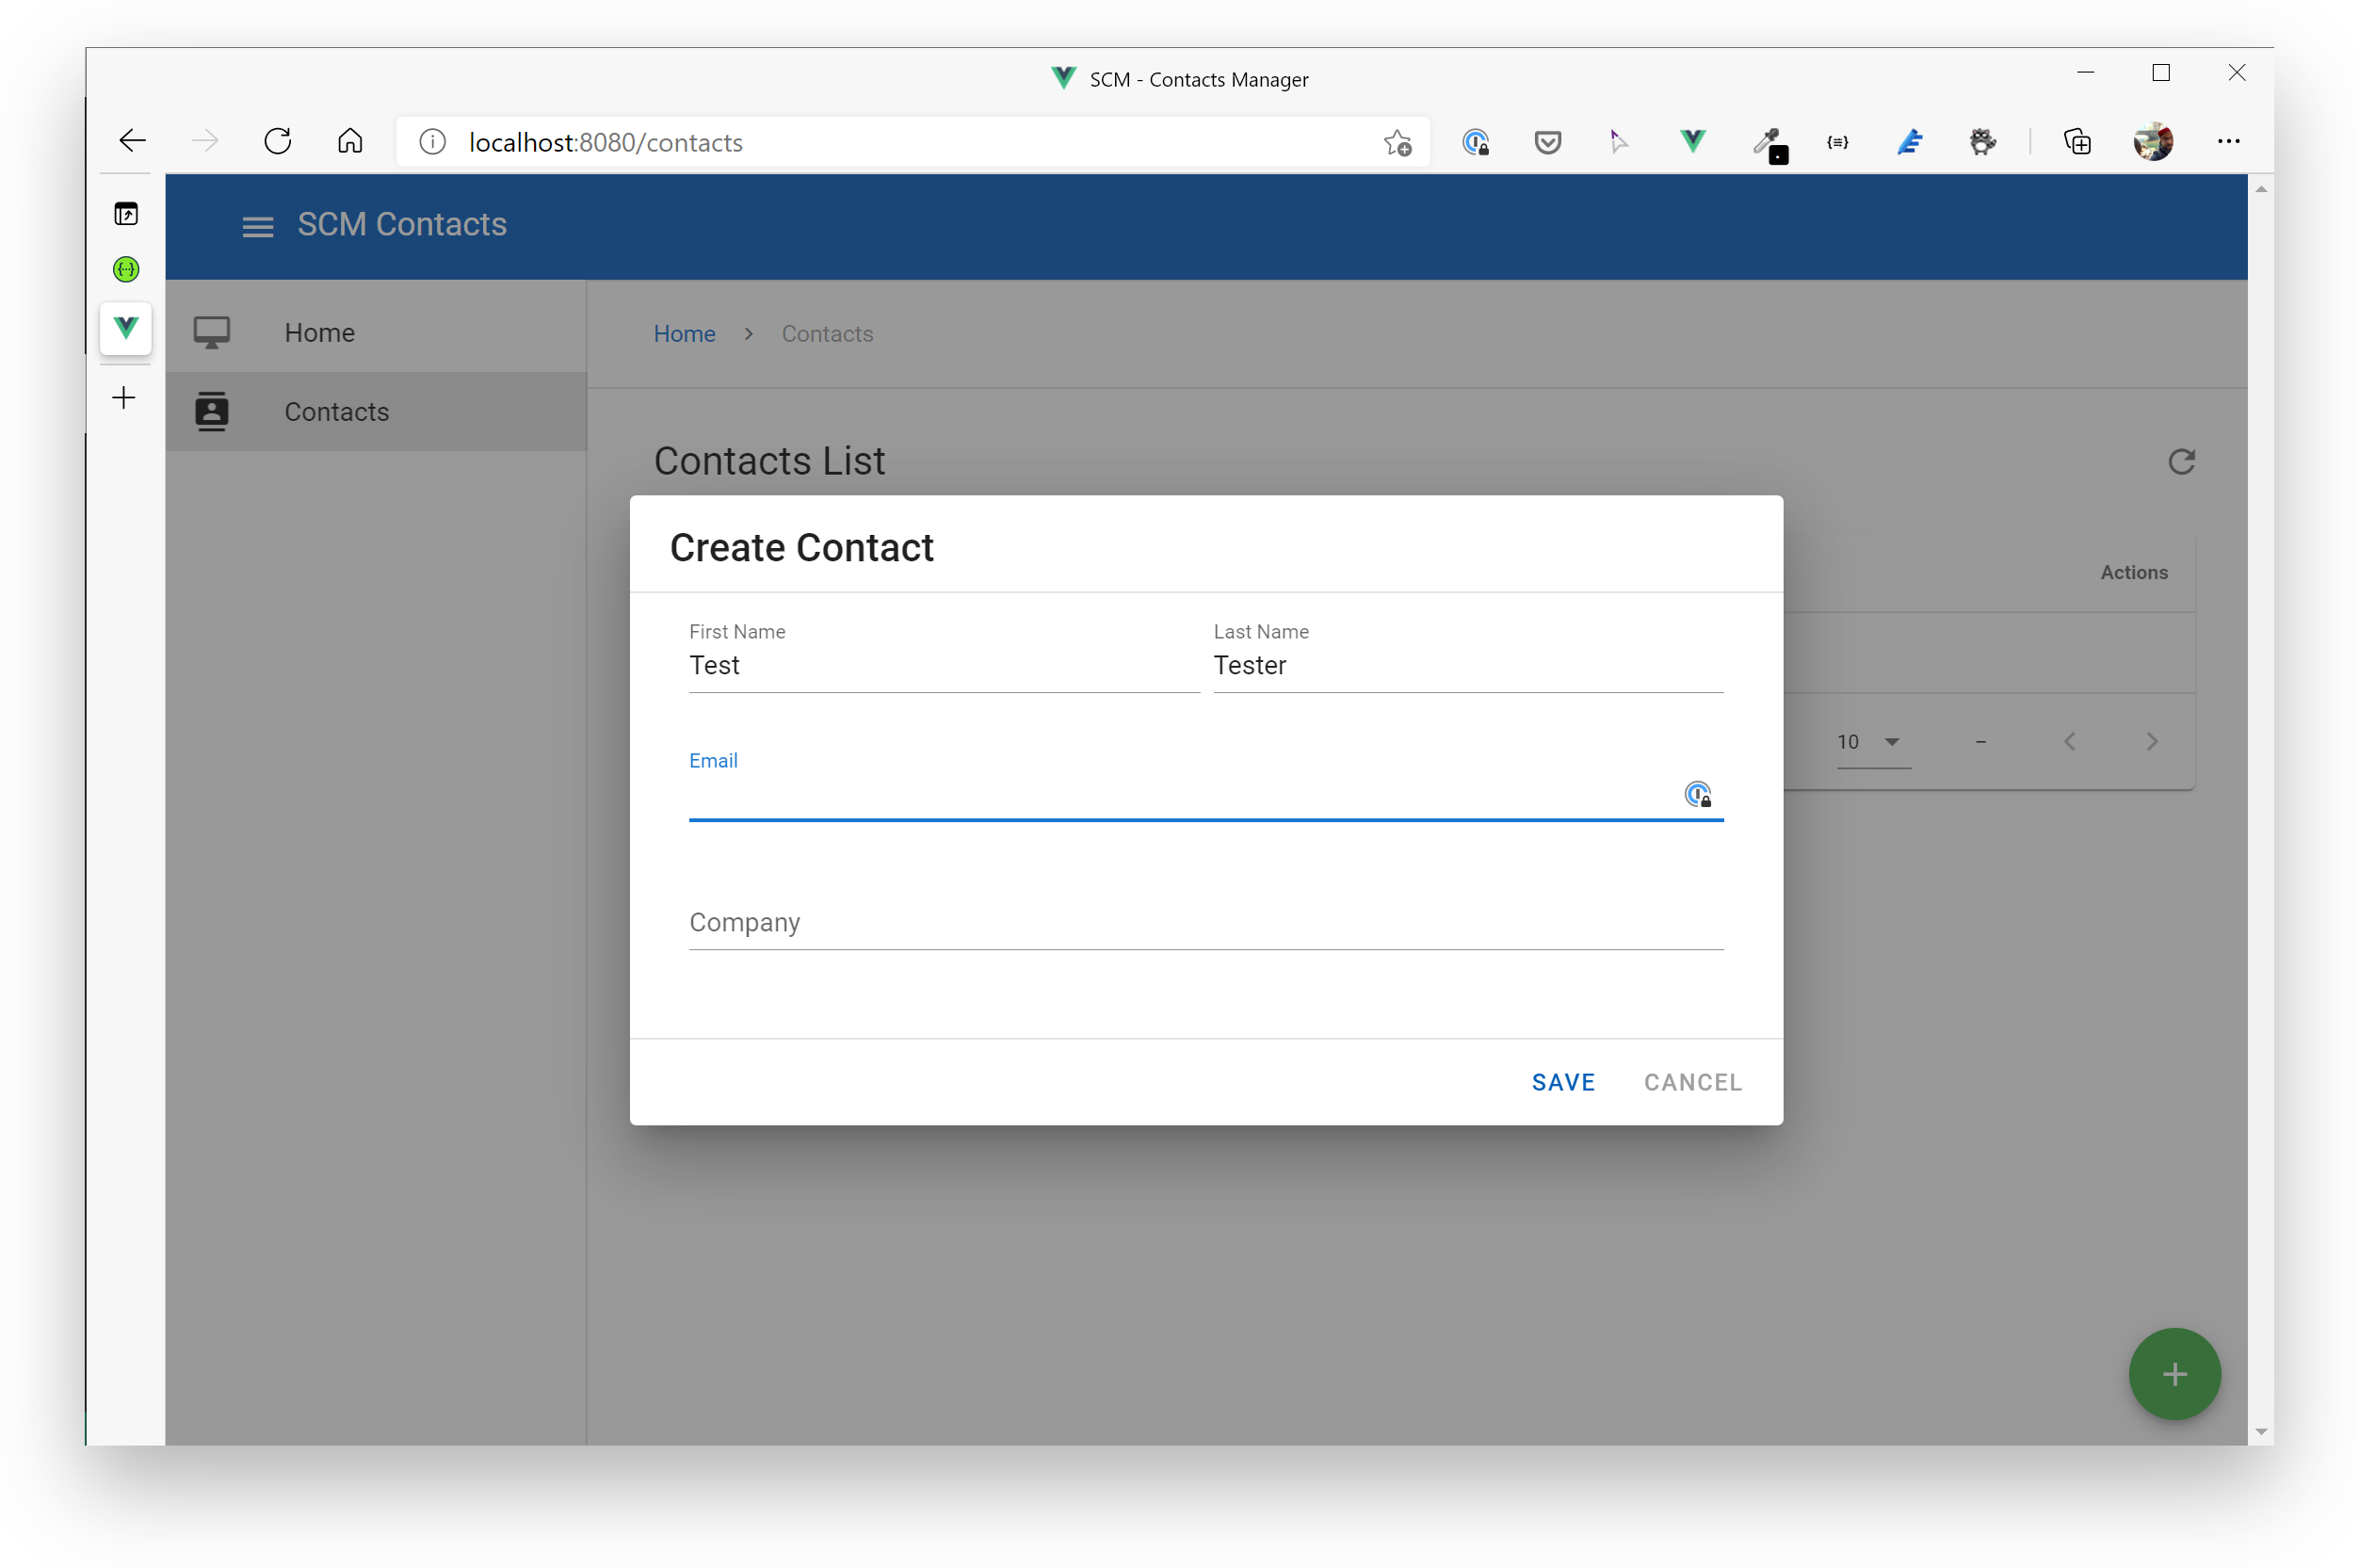 SCM - Contacts Manager
localhost:8080/contacts
SCM Contacts
Home
Contacts
Home > Contacts
Contacts List
Actions
10 –
Create Contact
First Name Last Name
Test Tester
Email
Company
SAVE CANCEL